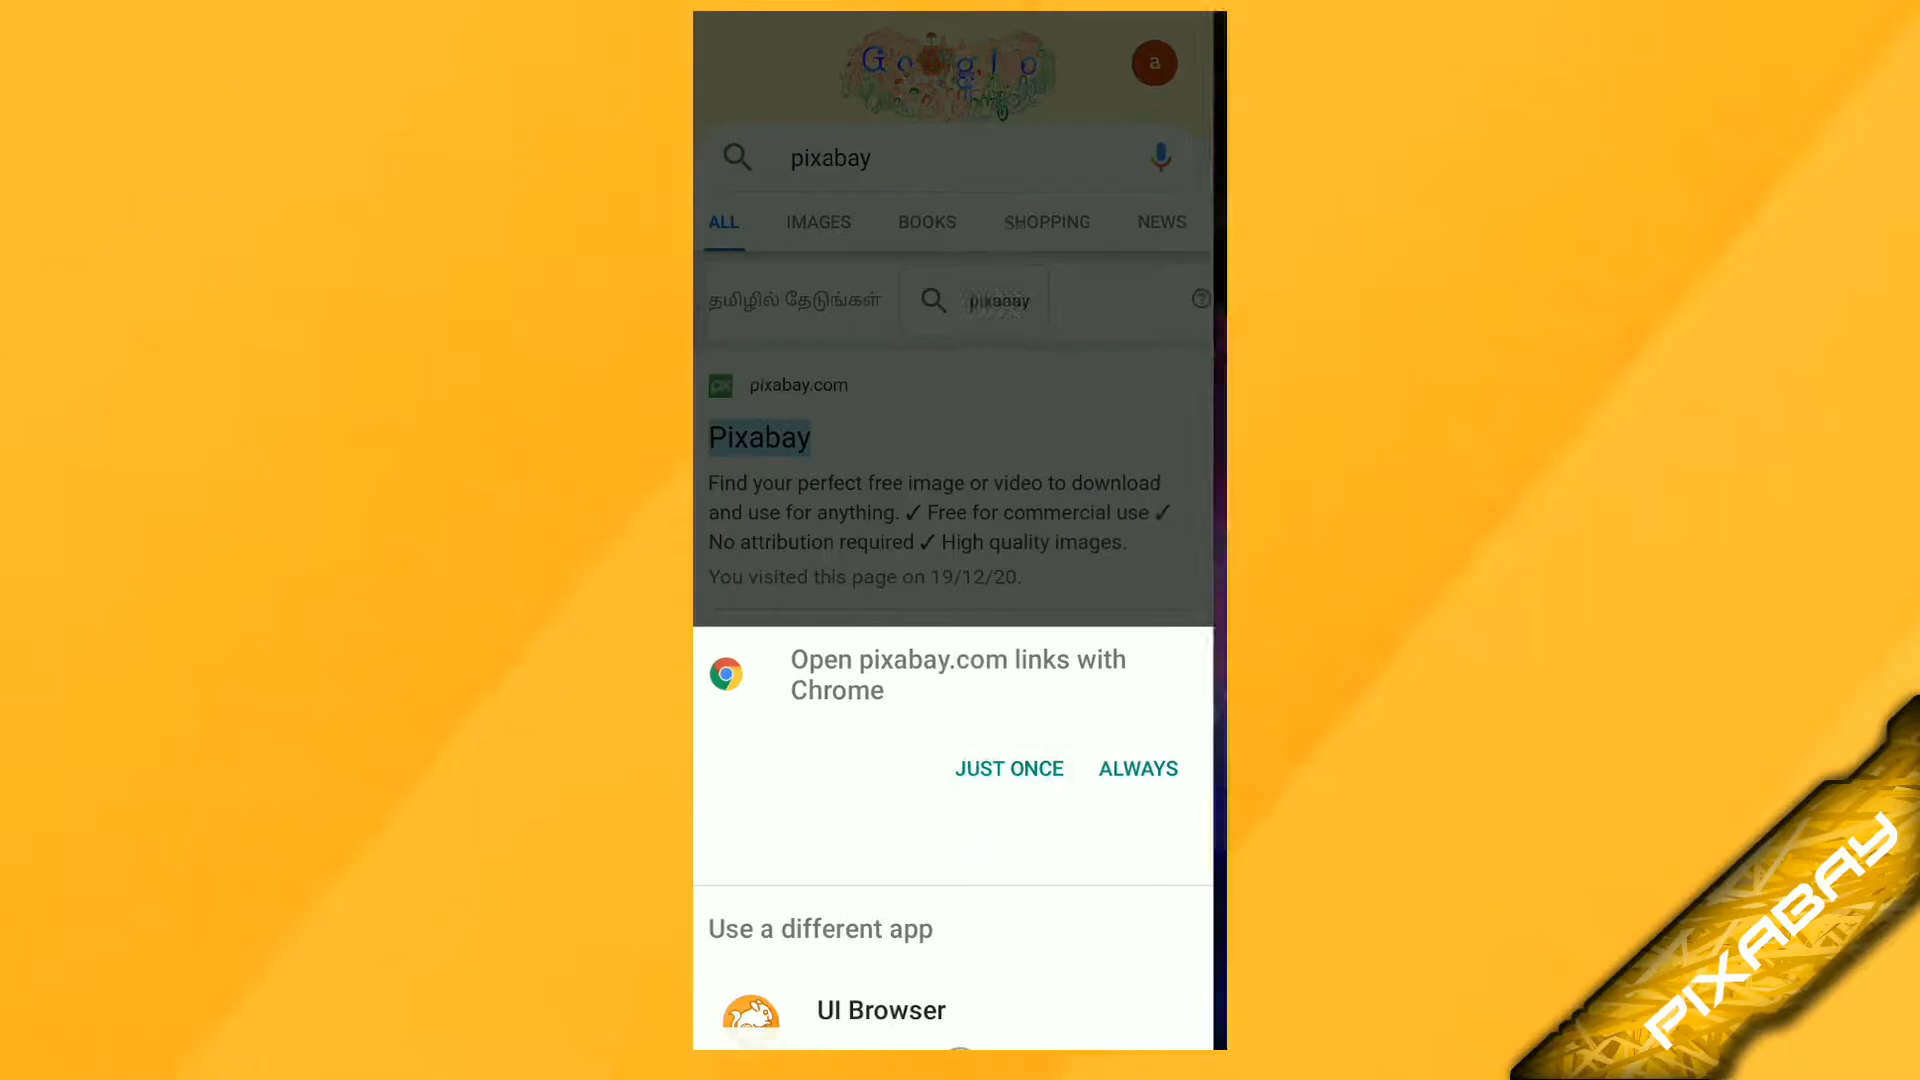 Google
a
pixabay
ALL IMAGES BOOKS SHOPPING NEWS
தமிழில் தேடுங்கள் pixabay
px pixabay.com
Pixabay
Find your perfect free image or video to download
and use for anything. ✓ Free for commercial use ✓
No attribution required ✓ High quality images.
You visited this page on 19/12/20.
Open pixabay.com links with
Chrome
JUST ONCE ALWAYS
Use a different app
UI Browser
PIXABAY